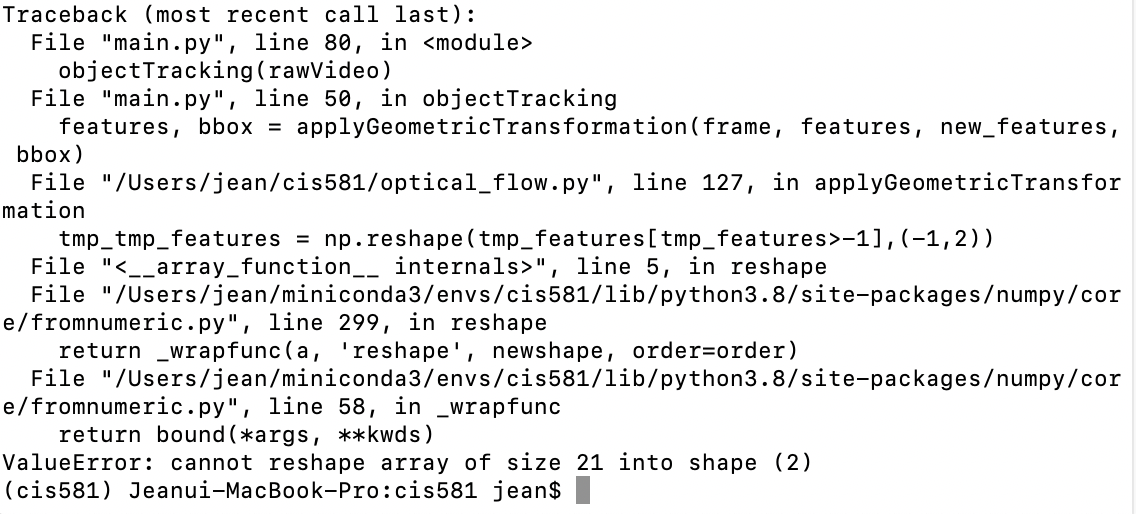 Traceback (most recent call last):
  File "main.py", line 80, in <module>
    objectTracking(rawVideo)
  File "main.py", line 50, in objectTracking
    features, bbox = applyGeometricTransformation(frame, features, new_features,
 bbox)
  File "/Users/jean/cis581/optical_flow.py", line 127, in applyGeometricTransfor
mation
    tmp_tmp_features = np.reshape(tmp_features[tmp_features>-1],(-1,2))
  File "<__array_function__ internals>", line 5, in reshape
  File "/Users/jean/miniconda3/envs/cis581/lib/python3.8/site-packages/numpy/cor
e/fromnumeric.py", line 299, in reshape
    return _wrapfunc(a, 'reshape', newshape, order=order)
  File "/Users/jean/miniconda3/envs/cis581/lib/python3.8/site-packages/numpy/cor
e/fromnumeric.py", line 58, in _wrapfunc
    return bound(*args, **kwds)
ValueError: cannot reshape array of size 21 into shape (2)
(cis581) Jeanui-MacBook-Pro:cis581 jean$